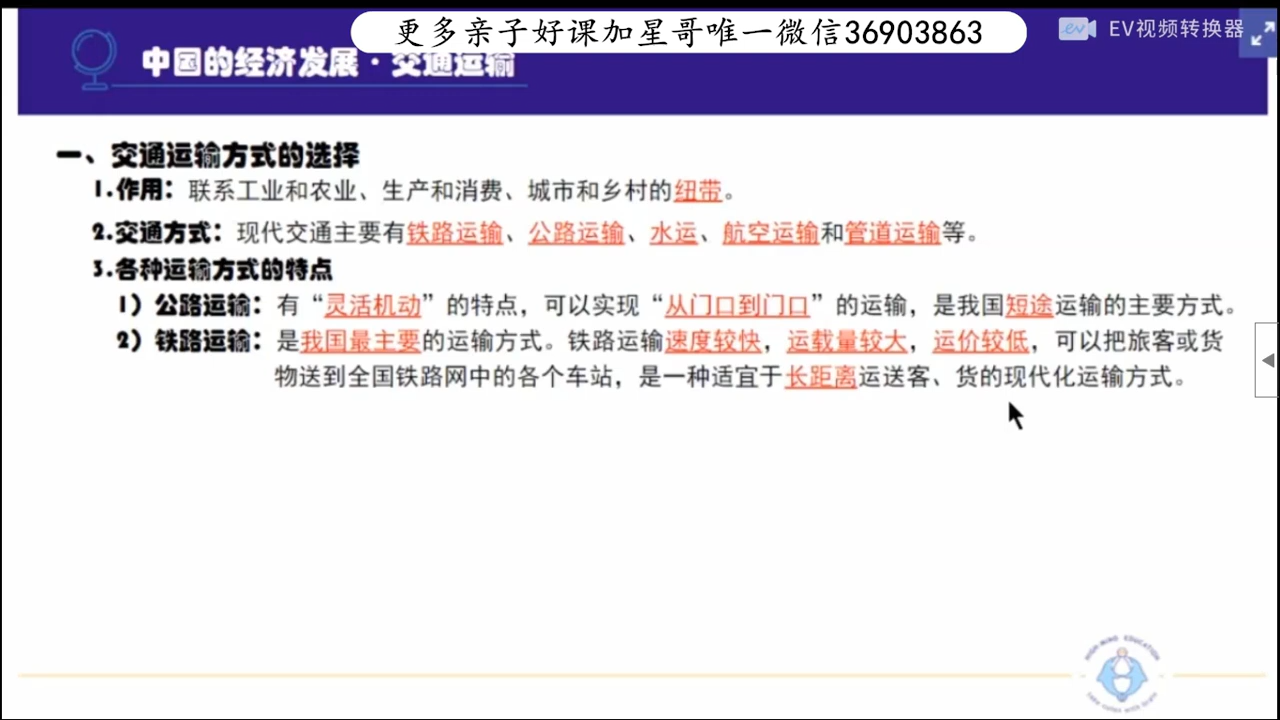 更多亲子好课加星哥唯一微信36903863
EV视频转换器
中国的经济发展·交通运输
一、交通运输方式的选择
1.作用：联系工业和农业、生产和消费、城市和乡村的纽带。
2.交通方式：现代交通主要有铁路运输、公路运输、水运、航空运输和管道运输等。
3.各种运输方式的特点
1）公路运输：有“灵活机动”的特点，可以实现“从门口到门口”的运输，是我国短途运输的主要方式。
2）铁路运输：是我国最主要的运输方式。铁路运输速度较快，运载量较大，运价较低，可以把旅客或货
物送到全国铁路网中的各个车站，是一种适宜于长距离运送客、货的现代化运输方式。